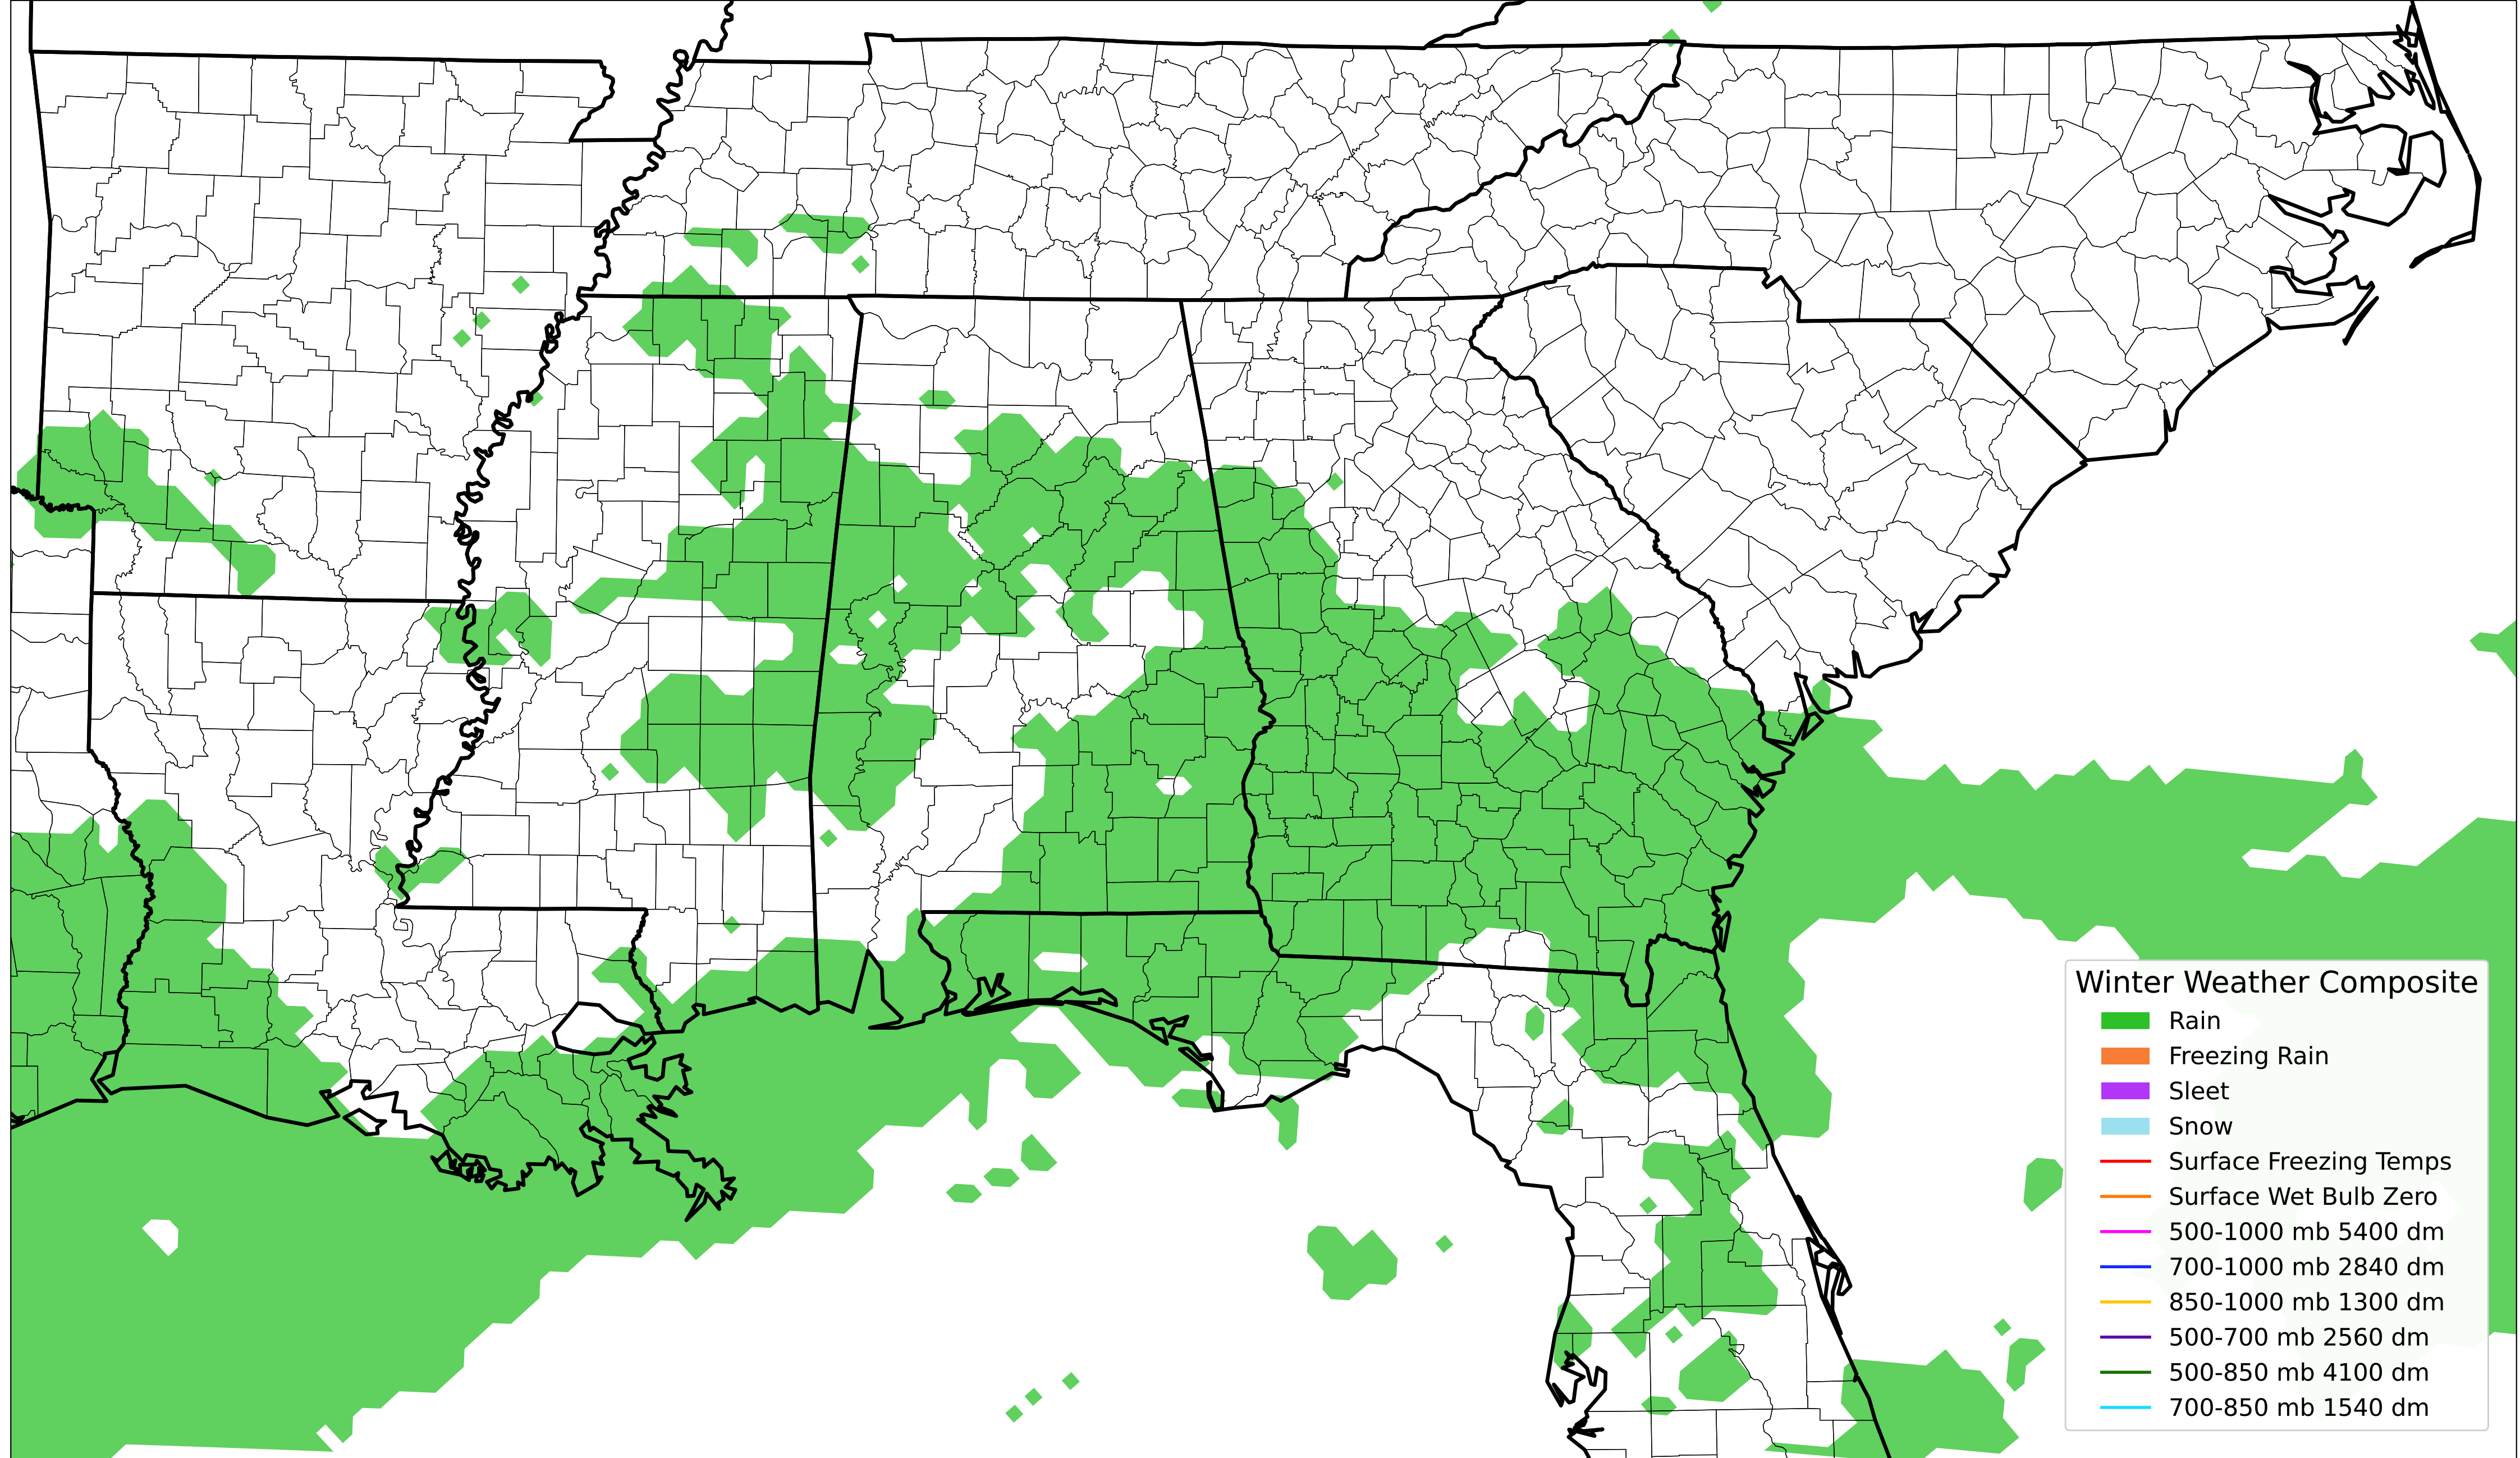 Winter Weather Composite
Rain
Freezing Rain
Sleet
Snow
Surface Freezing Temps
Surface Wet Bulb Zero
500-1000 mb 5400 dm
700-1000 mb 2840 dm
850-1000 mb 1300 dm
500-700 mb 2560 dm
500-850 mb 4100 dm
700-850 mb 1540 dm